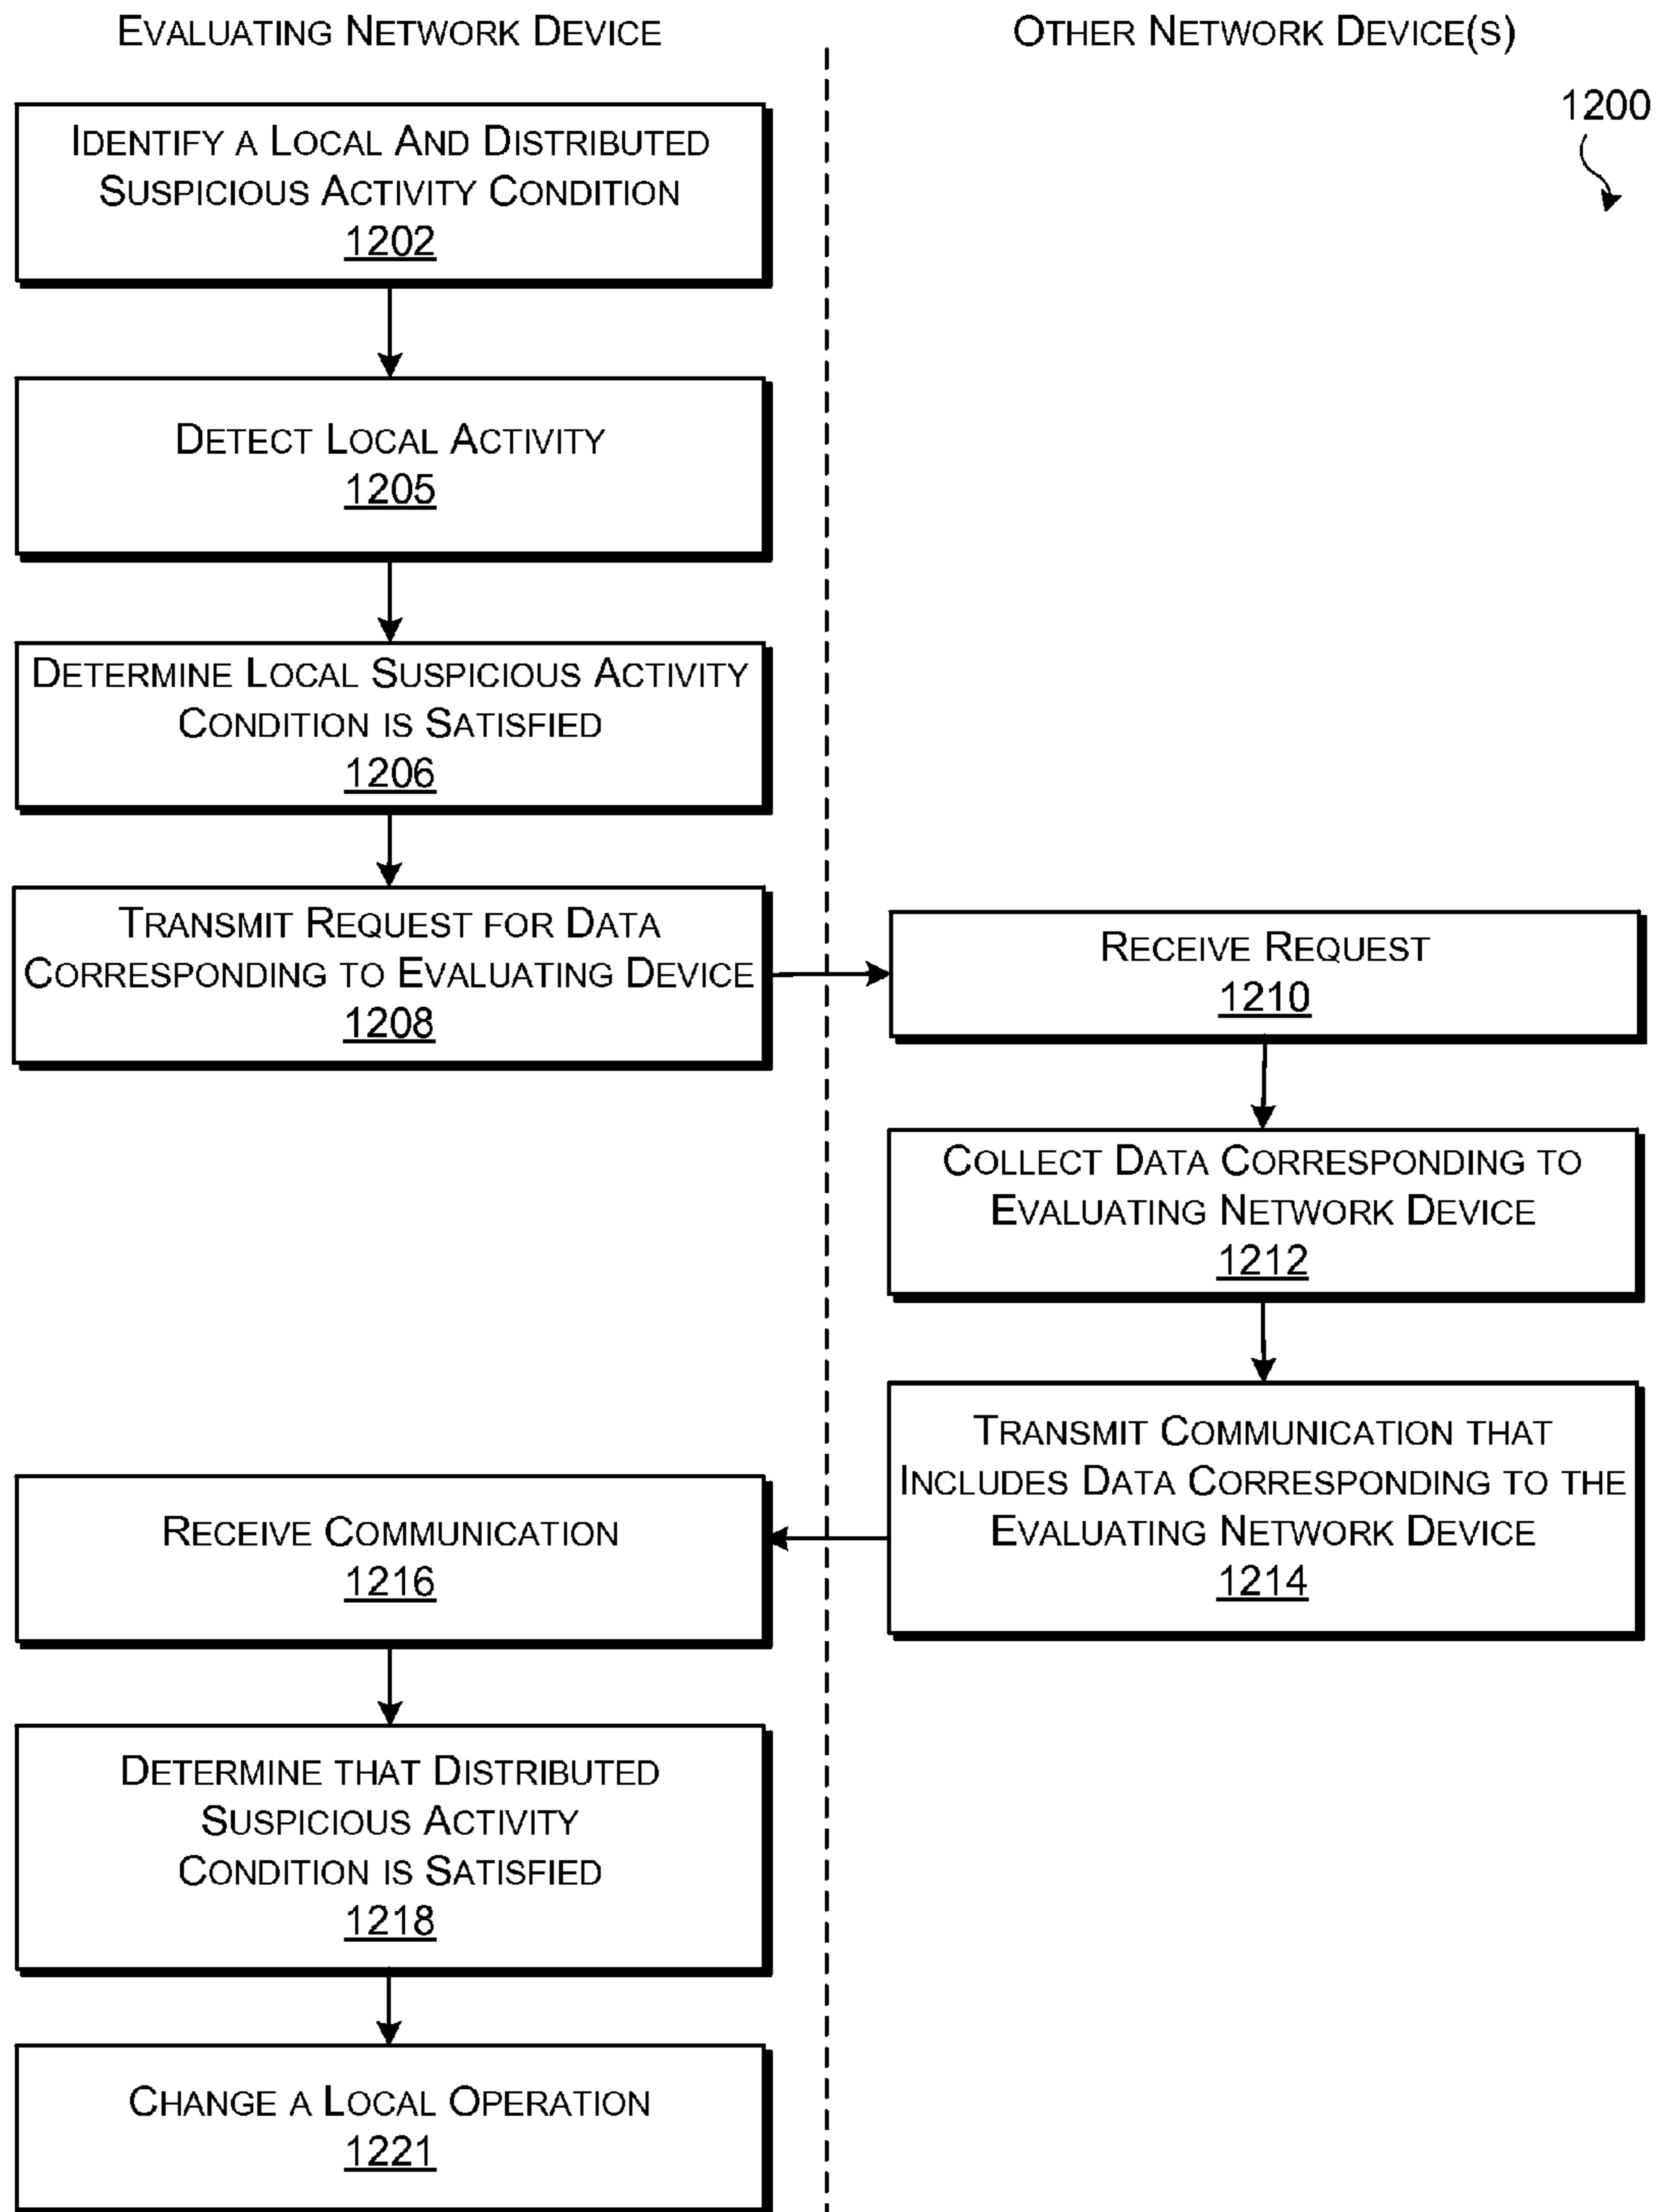 EVALUATING NETWORK DEVICE
OTHER NETWORK DEVICE(S)
1200
IDENTIFY A LOCAL AND DISTRIBUTED
SUSPICIOUS ACTIVITY CONDITION
1202
DETECT LOCAL ACTIVITY
1205
DETERMINE LOCAL SUSPICIOUS ACTIVITY
CONDITION IS SATISFIED
1206
TRANSMIT REQUEST FOR DATA
CORRESPONDING TO EVALUATING DEVICE
1208
RECEIVE REQUEST
1210
COLLECT DATA CORRESPONDING TO
EVALUATING NETWORK DEVICE
1212
TRANSMIT COMMUNICATION THAT
INCLUDES DATA CORRESPONDING TO THE
EVALUATING NETWORK DEVICE
1214
RECEIVE COMMUNICATION
1216
DETERMINE THAT DISTRIBUTED
SUSPICIOUS ACTIVITY
CONDITION IS SATISFIED
1218
CHANGE A LOCAL OPERATION
1221